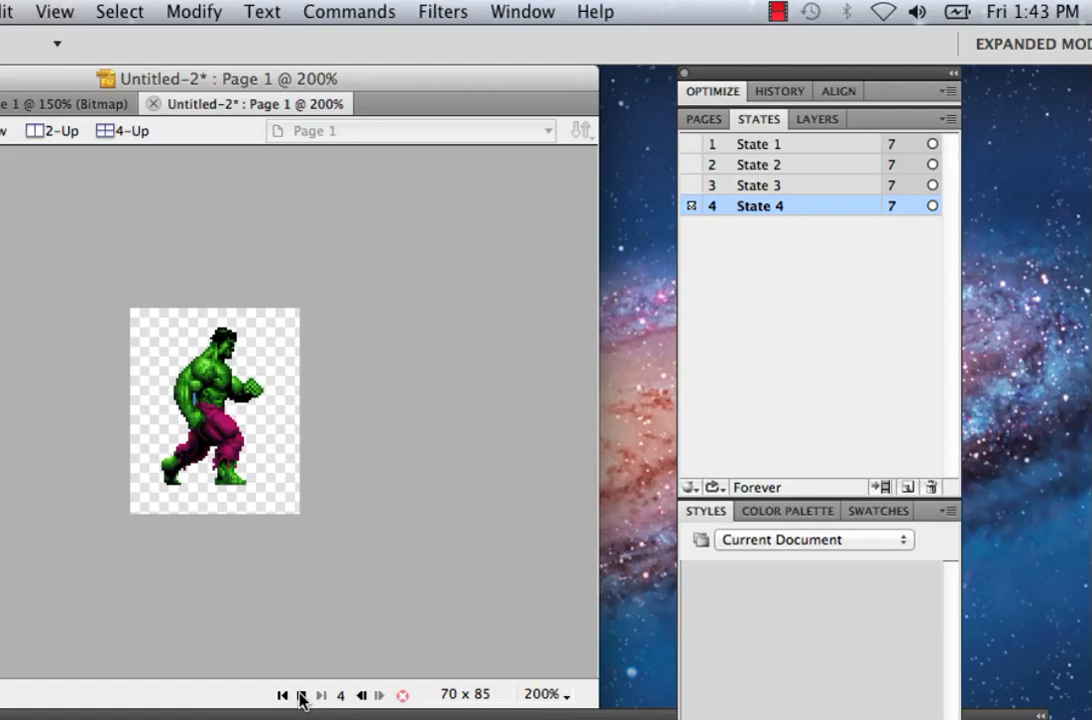 it View Select Modify Text Commands Filters Window Help Fri 1:43 PM
EXPANDED MO
Untitled-2* : Page 1 @ 200%
e 1 @ 150% (Bitmap) Untitled-2* : Page 1 @ 200%
w 2-Up 4-Up Page 1
OPTIMIZE HISTORY ALIGN
PAGES STATES LAYERS
1 State 1 7
2 State 2 7
3 State 3 7
4 State 4 7
Forever
STYLES COLOR PALETTE SWATCHES
Current Document
4 70 x 85 200%